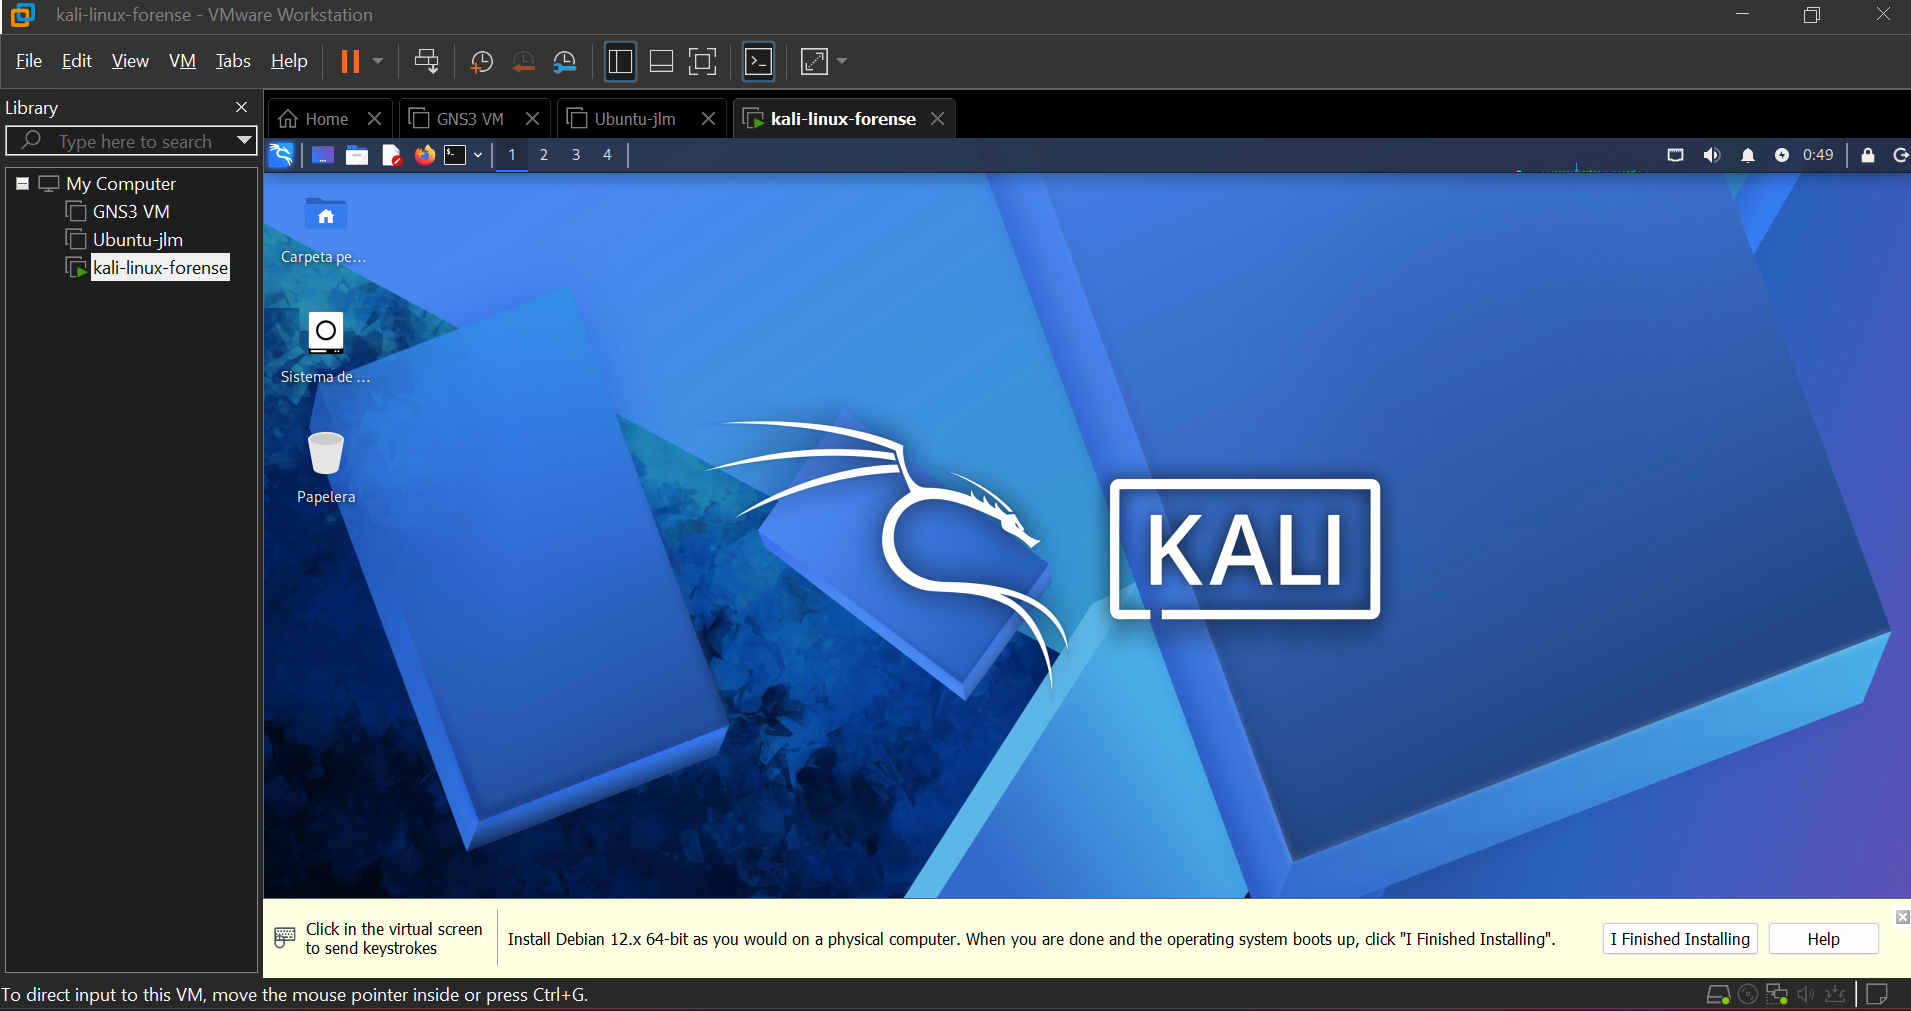 kali-linux-forense - VMware Workstation
File Edit View VM Tabs Help
Library
Type here to search
My Computer
GNS3 VM
Ubuntu-jlm
kali-linux-forense
Home GNS3 VM Ubuntu-jlm kali-linux-forense
1 2 3 4 0:49
Carpeta pe...
Sistema de ...
Papelera
KALI
Click in the virtual screen
to send keystrokes
Install Debian 12.x 64-bit as you would on a physical computer. When you are done and the operating system boots up, click "I Finished Installing".
I Finished Installing Help
To direct input to this VM, move the mouse pointer inside or press Ctrl+G.